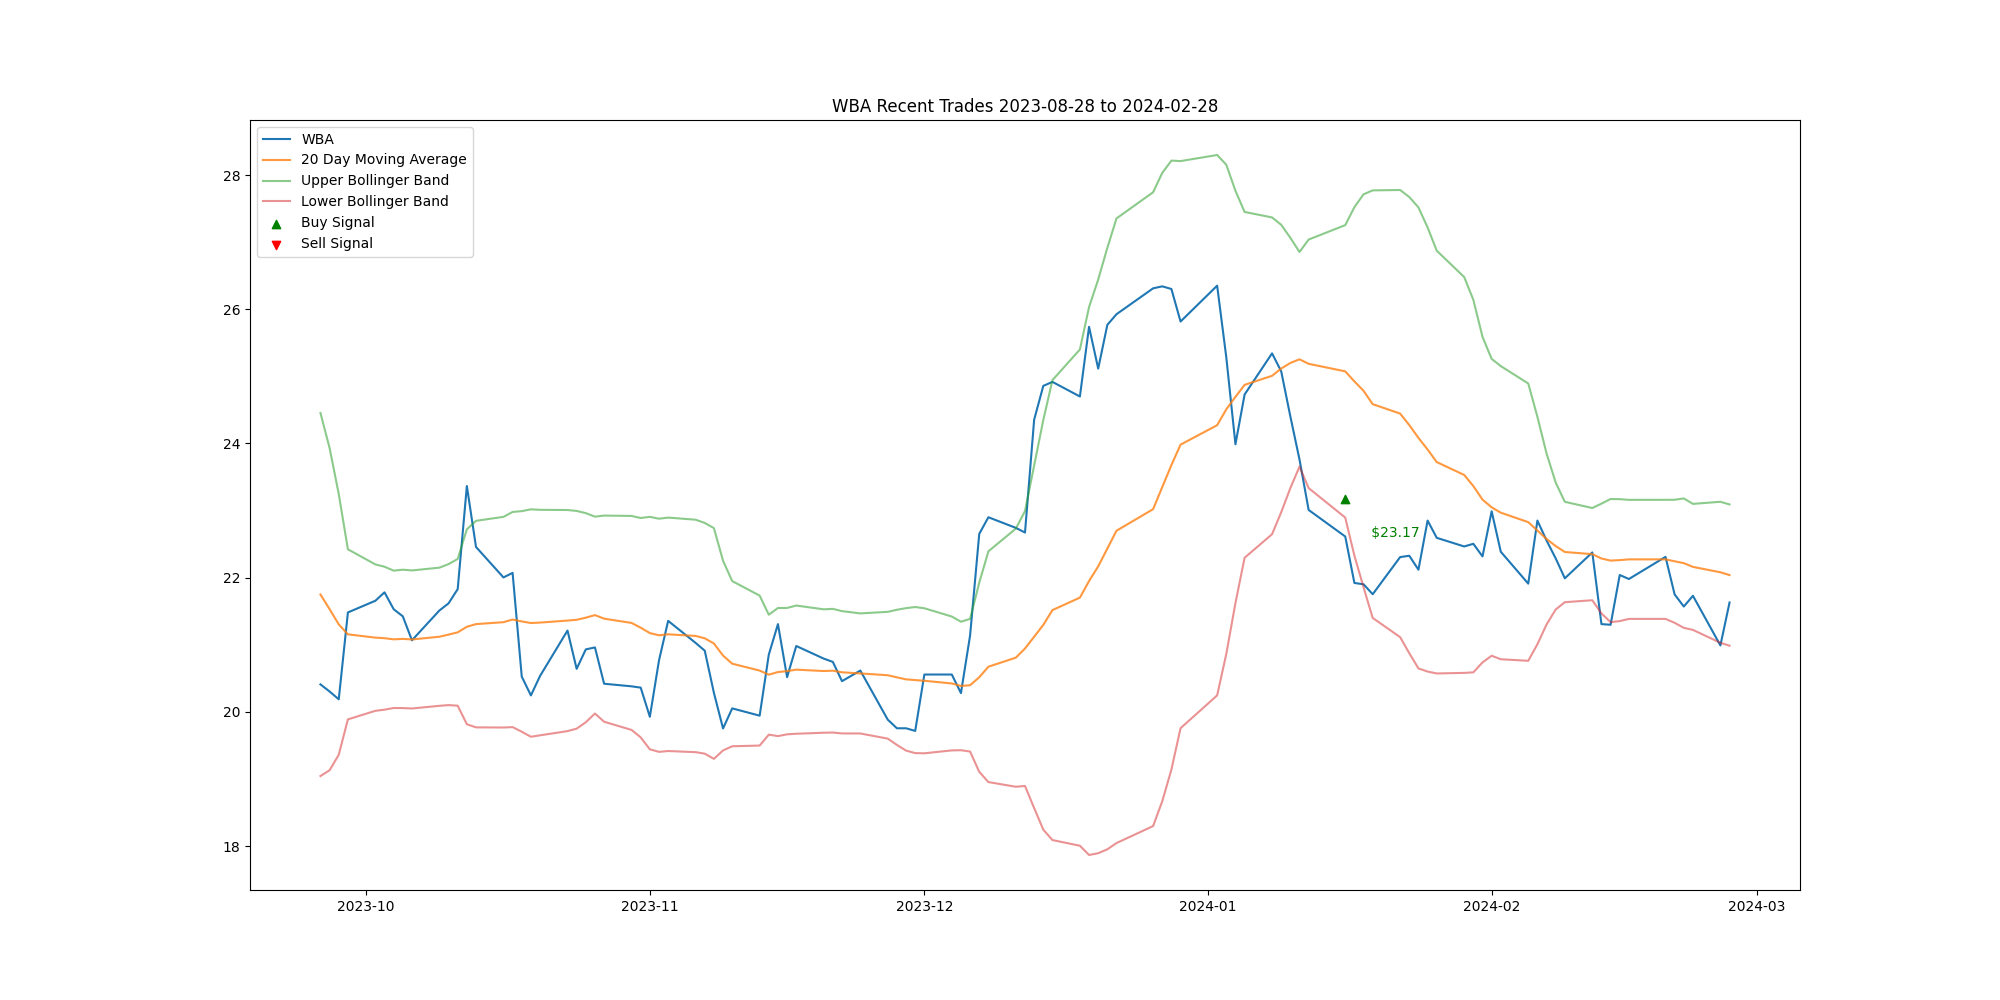 WBA Recent Trades 2023-08-28 to 2024-02-28
WBA
20 Day Moving Average
Upper Bollinger Band
Lower Bollinger Band
Buy Signal
Sell Signal
28
26
24
22
20
18
$23.17
2023-10 2023-11 2023-12 2024-01 2024-02 2024-03